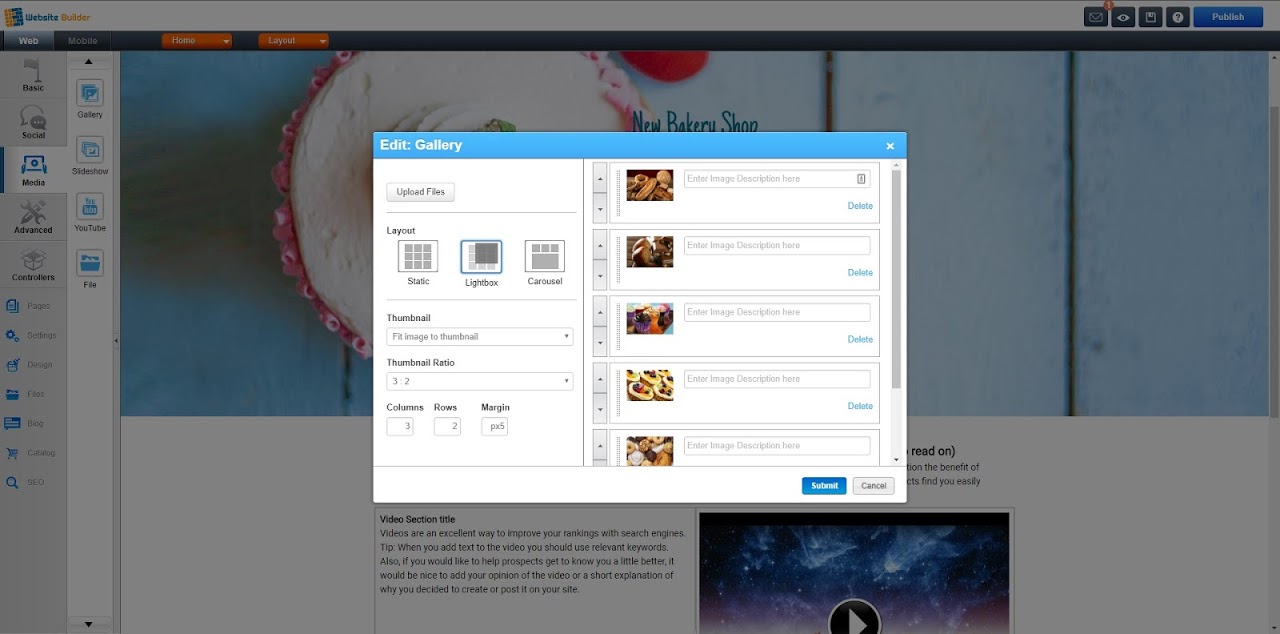 Website Builder
1
Publish
Web
Mobile
Home
Layout
Basic
Social
Media
Advanced
Controllers
Pages
Settings
Design
Files
Blog
Catalog
SEO
Gallery
Slideshow
You
Tube
YouTube
File
New Bakery Shop
Edit: Gallery
Upload Files
Layout
Static
Lightbox
Carousel
Thumbnail
Fit image to thumbnail
Thumbnail Ratio
3 : 2
Columns Rows Margin
3 2 px5
Enter Image Description here
Delete
Enter Image Description here
Delete
Enter Image Description here
Delete
Enter Image Description here
Delete
Enter Image Description here
Submit
Cancel
read on)
tion the benefit of
cts find you easily
Video Section title
Videos are an excellent way to improve your rankings with search engines.
Tip: When you add text to the video you should use relevant keywords.
Also, if you would like to help prospects get to know you a little better, it
would be nice to add your opinion of the video or a short explanation of
why you decided to create or post it on your site.